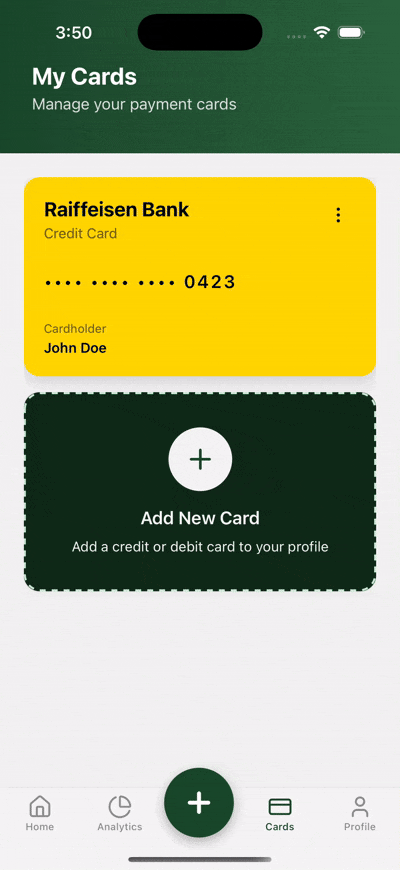 3:50
My Cards
Manage your payment cards
Raiffeisen Bank
Credit Card
•••• •••• •••• 0423
Cardholder
John Doe
Add New Card
Add a credit or debit card to your profile
Home Analytics Cards Profile